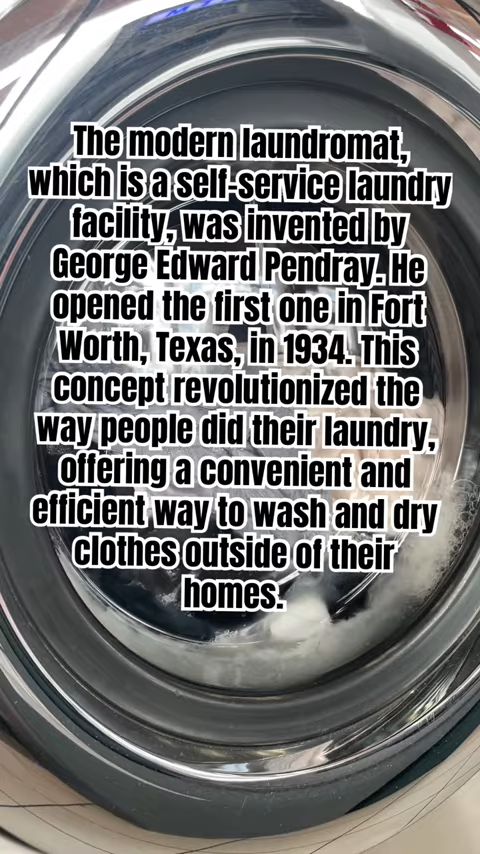 The modern laundromat,
which is a self-service laundry
facility, was invented by
George Edward Pendray. He
opened the first one in Fort
Worth, Texas, in 1934. This
concept revolutionized the
way people did their laundry,
offering a convenient and
efficient way to wash and dry
clothes outside of their
homes.